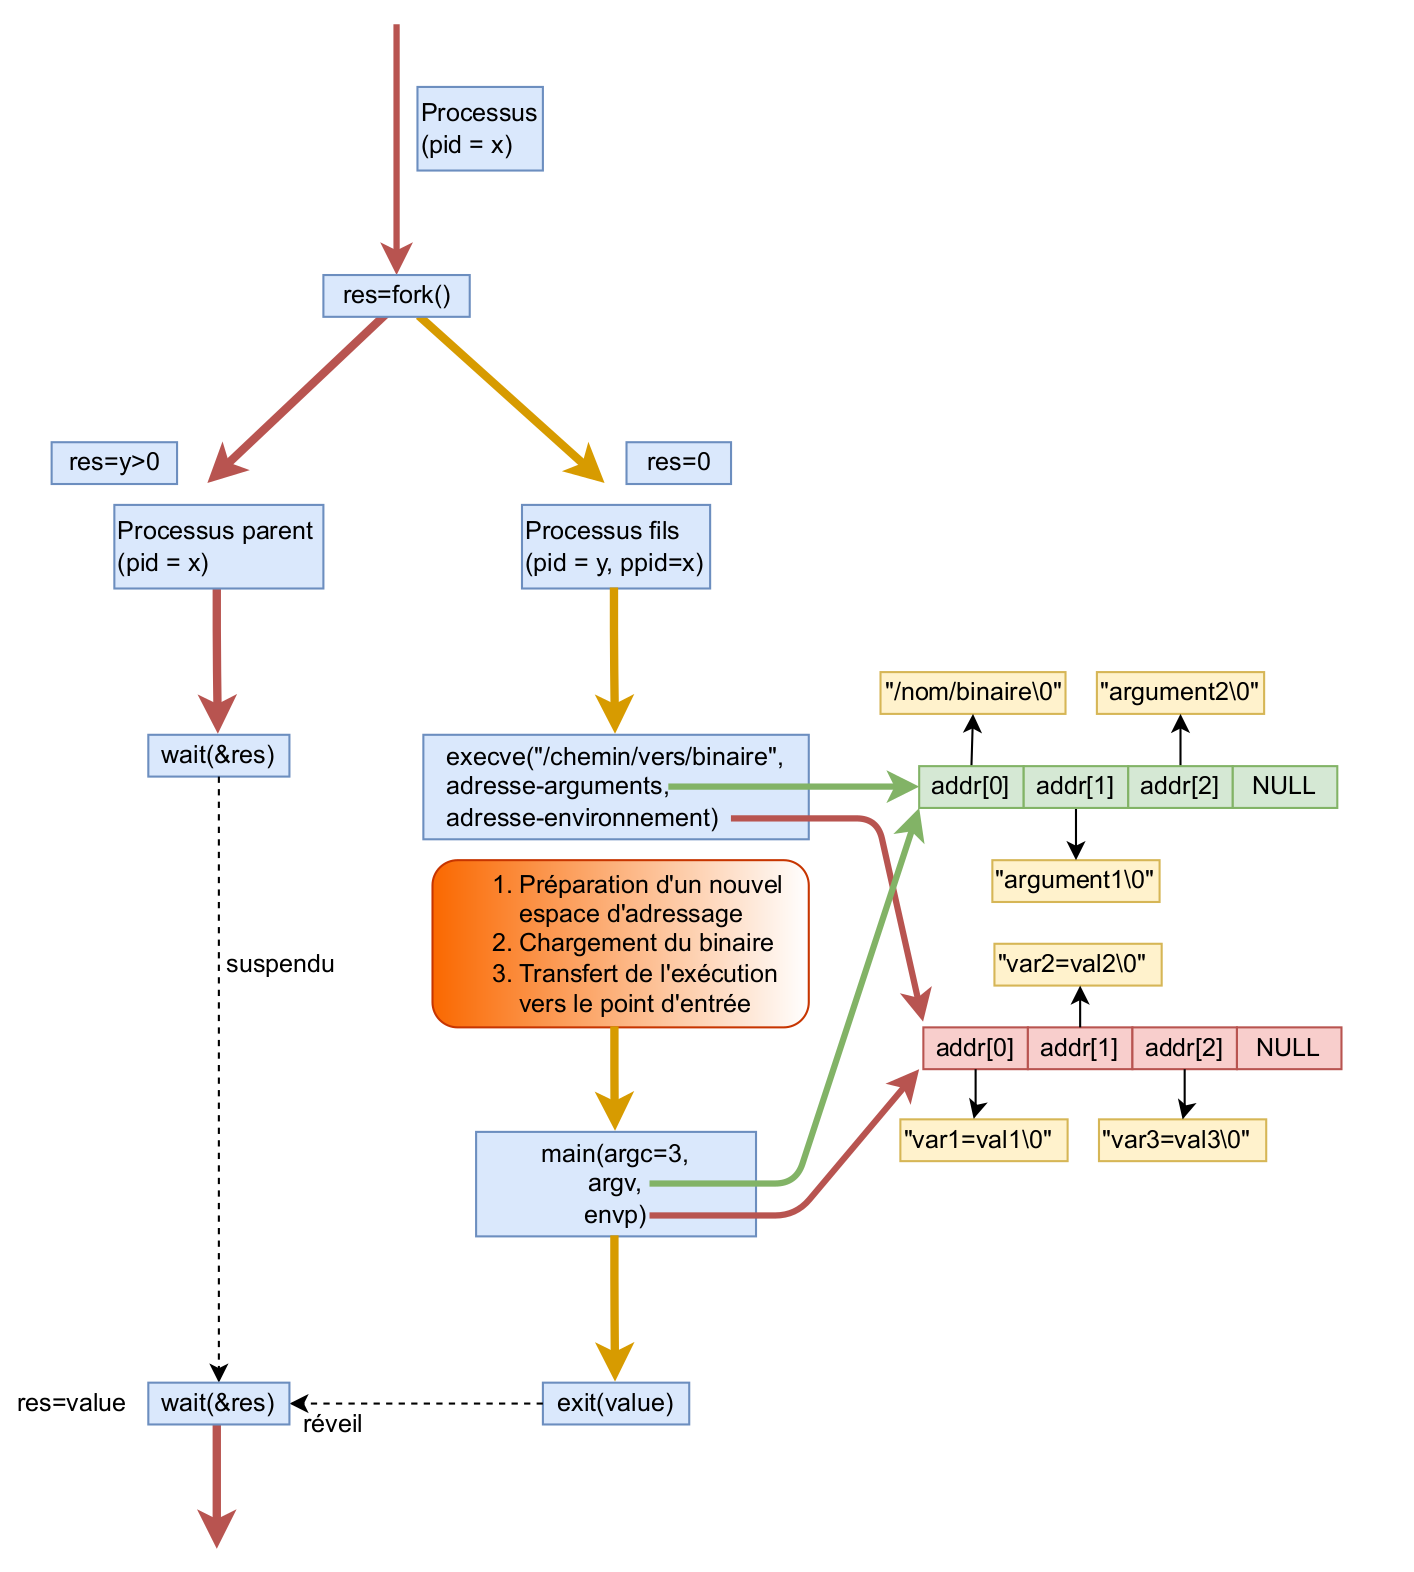 Processus
(pid = x)
res=fork()
res=y>0
res=0
Processus parent
(pid = x)
Processus fils
(pid = y, ppid=x)
"/nom/binaire\0"
"argument2\0"
wait(&res)
execve("/chemin/vers/binaire",
adresse-arguments,
adresse-environnement)
addr[0]
addr[1]
addr[2]
NULL
"argument1\0"
1. Préparation d'un nouvel
espace d'adressage
2. Chargement du binaire
3. Transfert de l'exécution
vers le point d'entrée
suspendu
"var2=val2\0"
addr[0]
addr[1]
addr[2]
NULL
"var1=val1\0"
"var3=val3\0"
main(argc=3,
argv,
envp)
res=value
wait(&res)
réveil
exit(value)